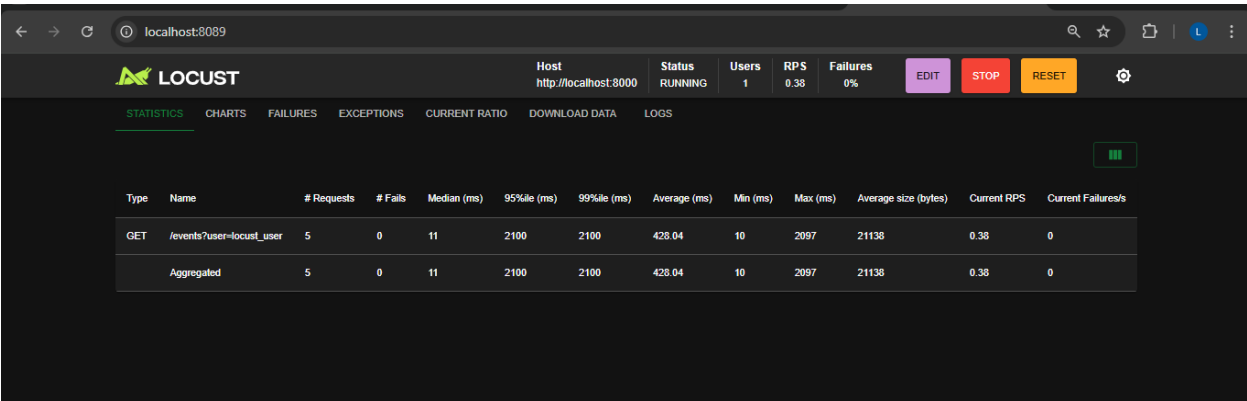 localhost:8089
L
LOCUST
Host
http://localhost:8000
Status
RUNNING
Users
1
RPS
0.38
Failures
0%
EDIT
STOP
RESET
STATISTICS CHARTS FAILURES EXCEPTIONS CURRENT RATIO DOWNLOAD DATA LOGS
Type Name # Requests # Fails Median (ms) 95%ile (ms) 99%ile (ms) Average (ms) Min (ms) Max (ms) Average size (bytes) Current RPS Current Failures/s
GET /events?user=locust_user 5 0 11 2100 2100 428.04 10 2097 21138 0.38 0
Aggregated 5 0 11 2100 2100 428.04 10 2097 21138 0.38 0